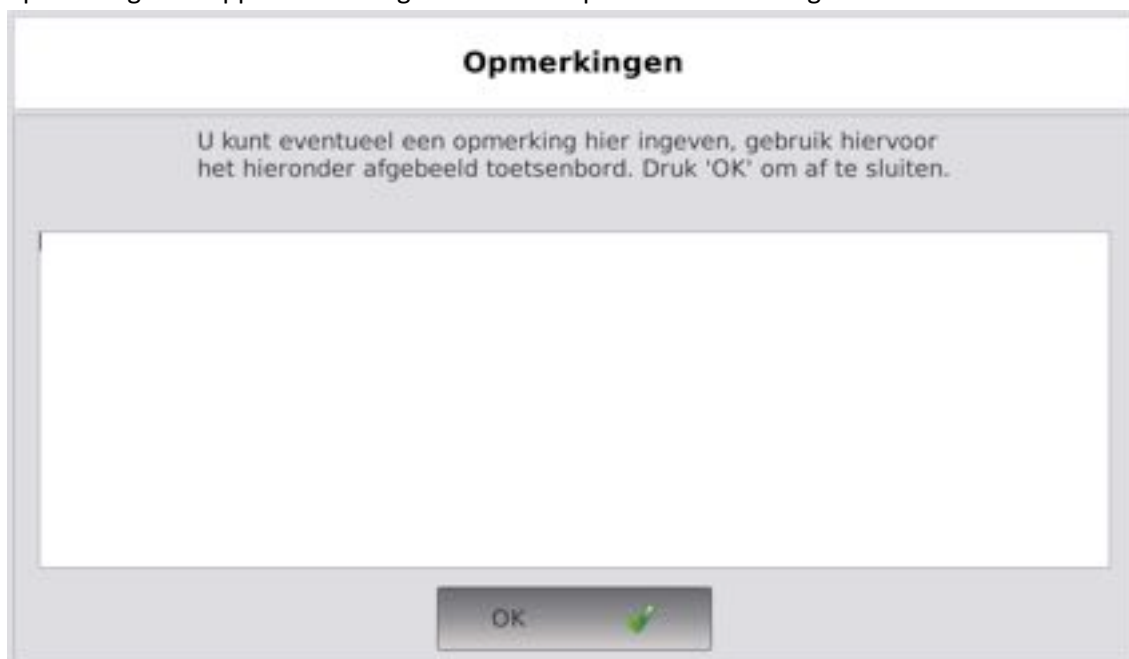 Opmerkingen
U kunt eventueel een opmerking hier ingeven, gebruik hiervoor
het hieronder afgebeeld toetsenbord. Druk 'OK' om af te sluiten.
OK